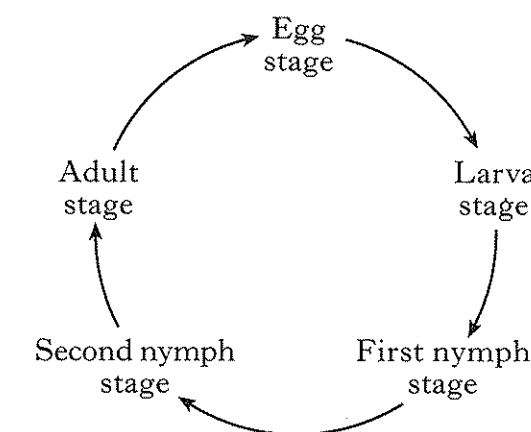 Egg
stage
Larva
stage
First nymph
stage
Second nymph
stage
Adult
stage